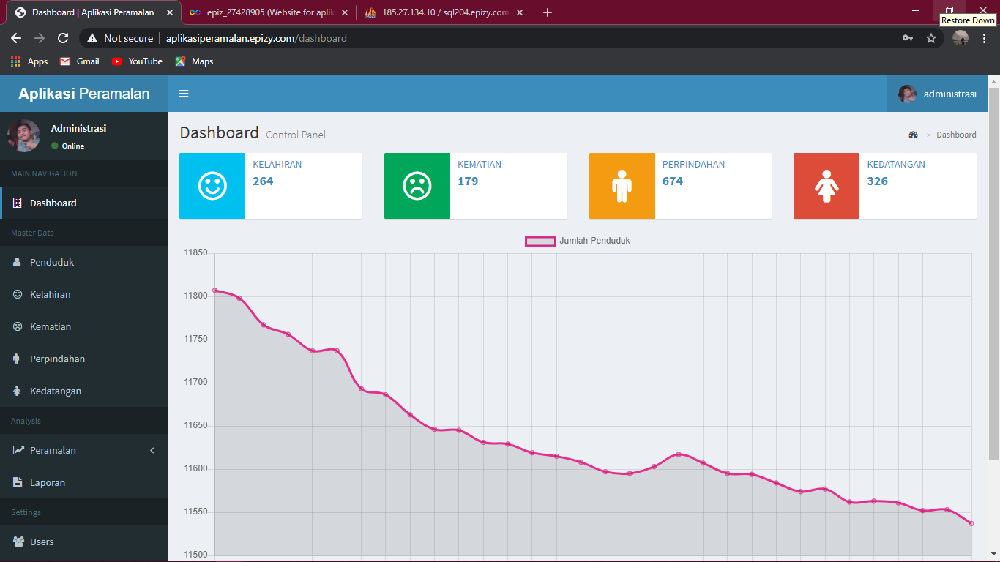 Dashboard | Aplikasi Peramalan
epiz_27428905 (Website for aplik
185.27.134.10 / sql204.epizy.com
Restore Down
Not secure
aplikasiperamalan.epizy.com/dashboard
Apps
Gmail
YouTube
Maps
Aplikasi Peramalan
administrasi
Administrasi
Online
MAIN NAVIGATION
Dashboard
Master Data
Penduduk
Kelahiran
Kematian
Perpindahan
Kedatangan
Analysis
Peramalan
Laporan
Settings
Users
Dashboard Control Panel
> Dashboard
KELAHIRAN
264
KEMATIAN
179
PERPINDAHAN
674
KEDATANGAN
326
Jumlah Penduduk
11850
11800
11750
11700
11650
11600
11550
11500